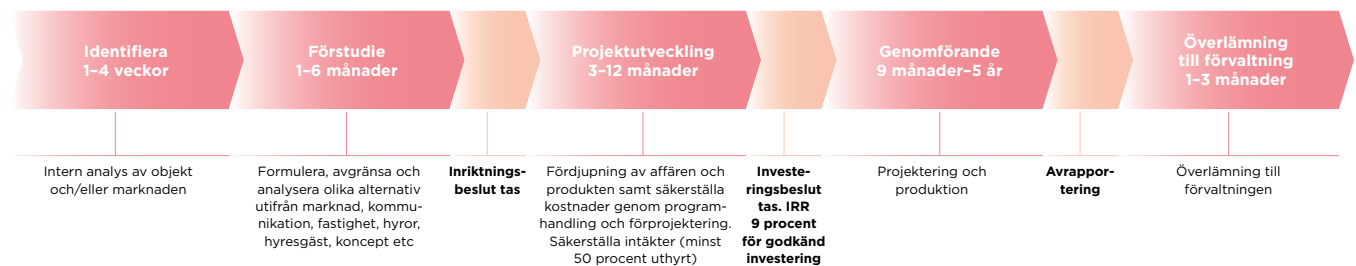 Identifiera
1–4 veckor
Förstudie
1–6 månader
Projektutveckling
3–12 månader
Genomförande
9 månader–5 år
Överlämning
till förvaltning
1–3 månader
Intern analys av objekt
och/eller marknaden
Formulera, avgränsa och
analysera olika alternativ
utifrån marknad, kommu-
nikation, fastighet, hyror,
hyresgäst, koncept etc
Inriktnings-
beslut tas
Fördjupning av affären och
produkten samt säkerställa
kostnader genom program-
handling och förprojektering.
Säkerställa intäkter (minst
50 procent uthyrt)
Investe-
ringsbeslut
tas. IRR
9 procent
för godkänd
investering
Projektering och
produktion
Avrappor-
tering
Överlämning till
förvaltningen